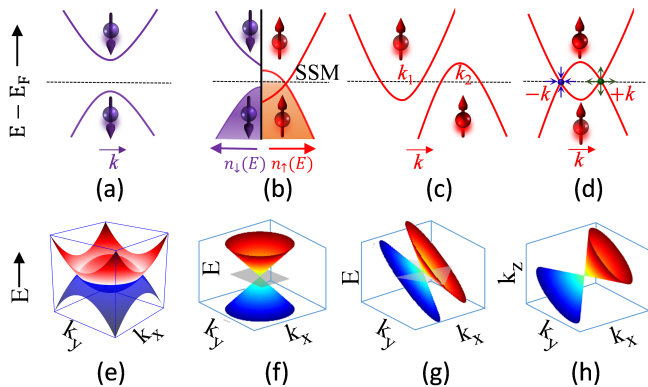 E − E_F
SSM
k₁
k₂
−k
+k
k
n↓(E)
n↑(E)
k
k
(a)
(b)
(c)
(d)
E
E
E
k_z
k_y
k_x
k_y
k_x
k_y
k_x
k_y
k_x
(e)
(f)
(g)
(h)